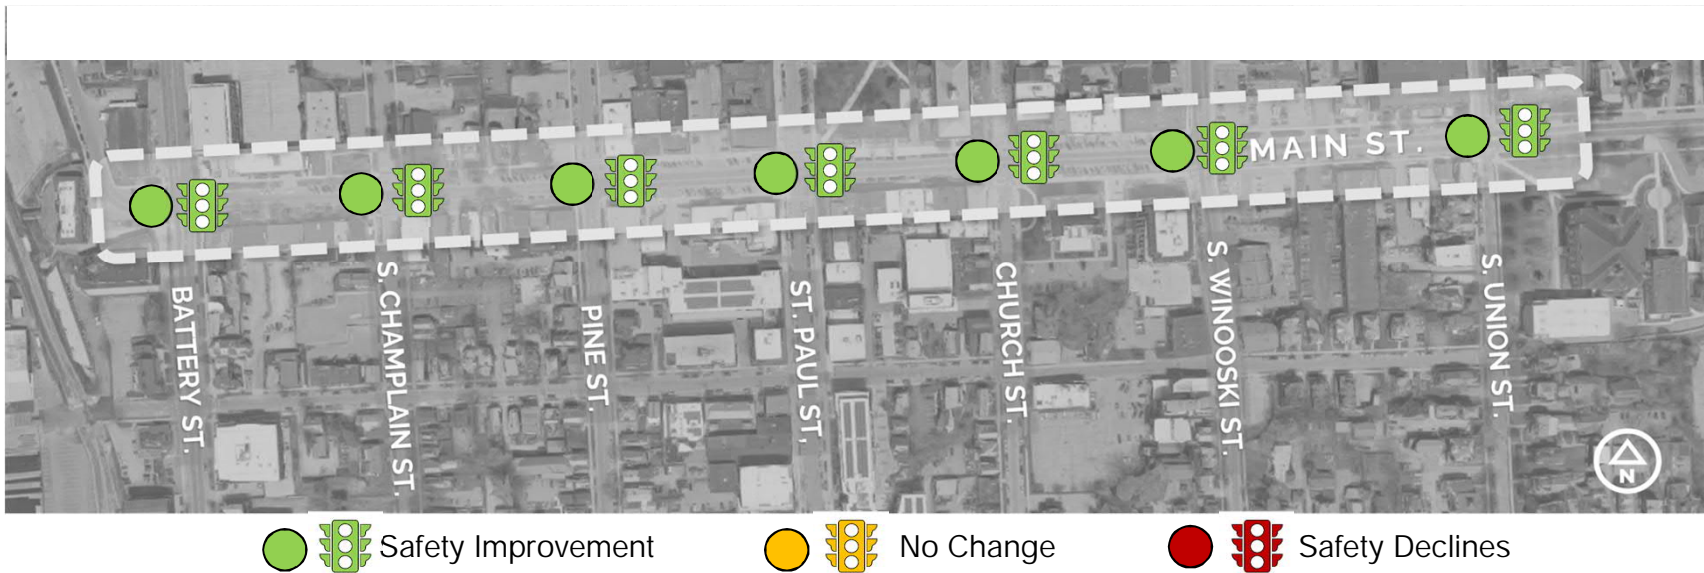 MAIN ST.
BATTERY ST.
S. CHAMPLAIN ST.
PINE ST.
ST. PAUL ST,
CHURCH ST.
S. WINOOSKI ST.
S. UNION ST.
N
Safety Improvement
No Change
Safety Declines